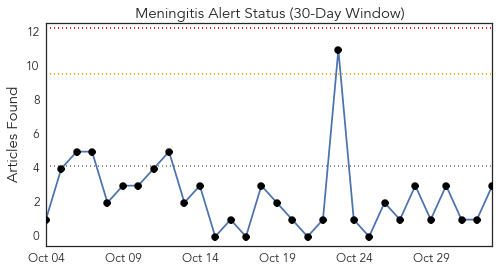 Meningitis Alert Status (30-Day Window)
Articles Found
12
10
8
6
4
2
0
Oct 04 Oct 09 Oct 14 Oct 19 Oct 24 Oct 29